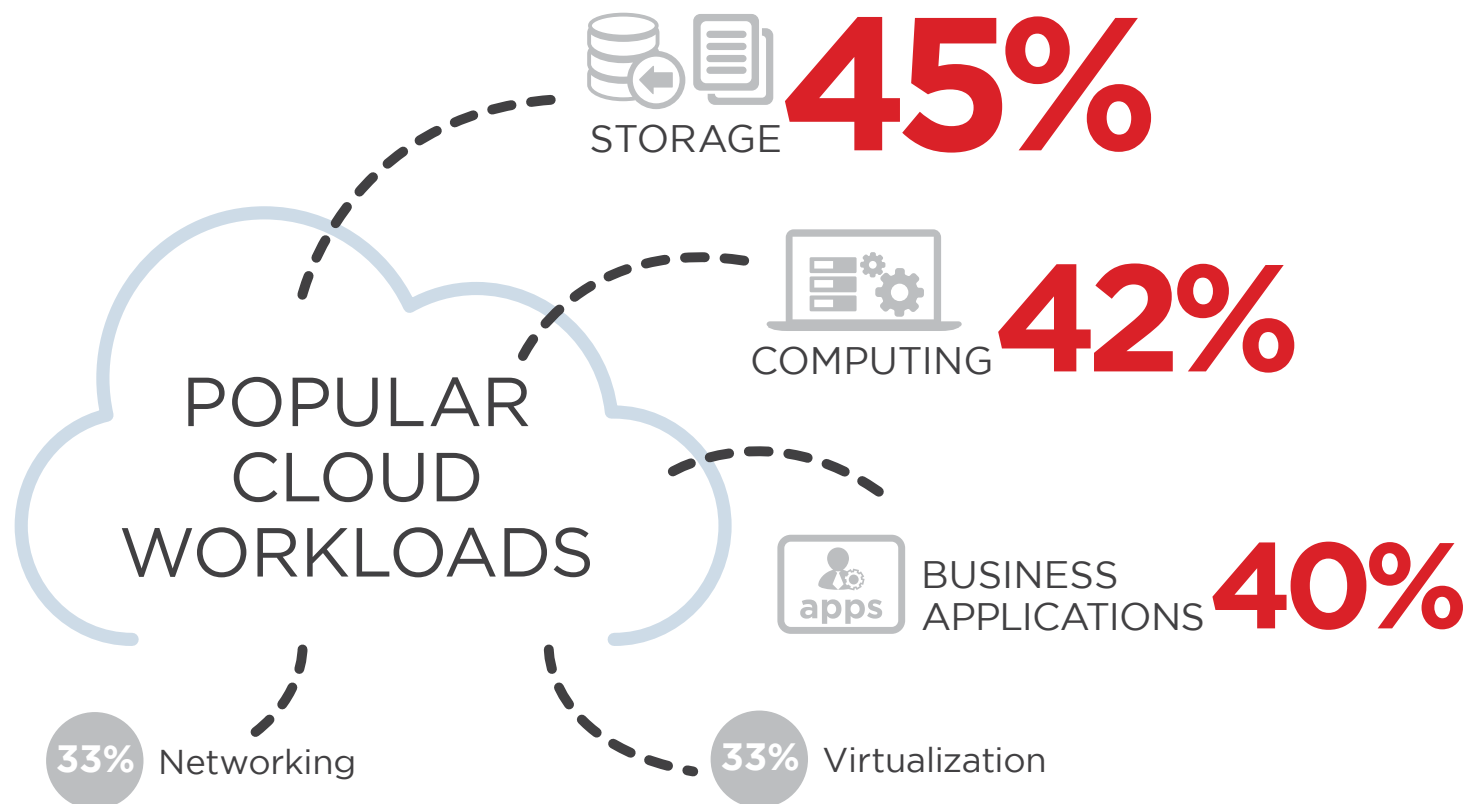 STORAGE
45%
COMPUTING
42%
POPULAR
CLOUD
WORKLOADS
apps
BUSINESS
APPLICATIONS
40%
33% Networking
33% Virtualization